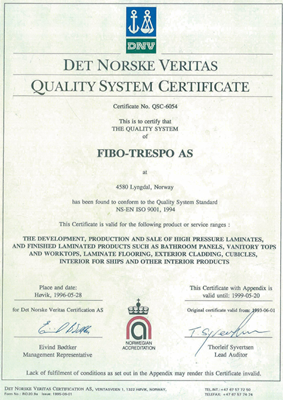 DNV
DET NORSKE VERITAS
QUALITY SYSTEM CERTIFICATE
Certificate No. QSC-6054
This is to certify that
THE QUALITY SYSTEM
of
FIBO-TRESPO AS
at
4580 Lyngdal, Norway
has been found to conform to the Quality System Standard
NS-EN ISO 9001, 1994
This Certificate is valid for the following product or service ranges :
THE DEVELOPMENT, PRODUCTION AND SALE OF HIGH PRESSURE LAMINATES,
AND FINISHED LAMINATED PRODUCTS SUCH AS BATHROOM PANELS, VANITORY TOPS
AND WORKTOPS, LAMINATE FLOORING, EXTERIOR CLADDING, CUBICLES,
INTERIOR FOR SHIPS AND OTHER INTERIOR PRODUCTS
Place and date:
Høvik, 1996-05-28
This Certificate with Appendix is
valid until: 1999-05-20
for Det Norske Veritas Certification AS
Original certificate valid from: 1993-06-01
NORWEGIAN
ACCREDITATION
Eivind Bødtker
Management Representative
Thorleif Syvertsen
Lead Auditor
Lack of fulfilment of conditions as set out in the Appendix may render this Certificate invalid.
DET NORSKE VERITAS CERTIFICATION AS, VERITASVEIEN 1, 1322 HØVIK, NORWAY,